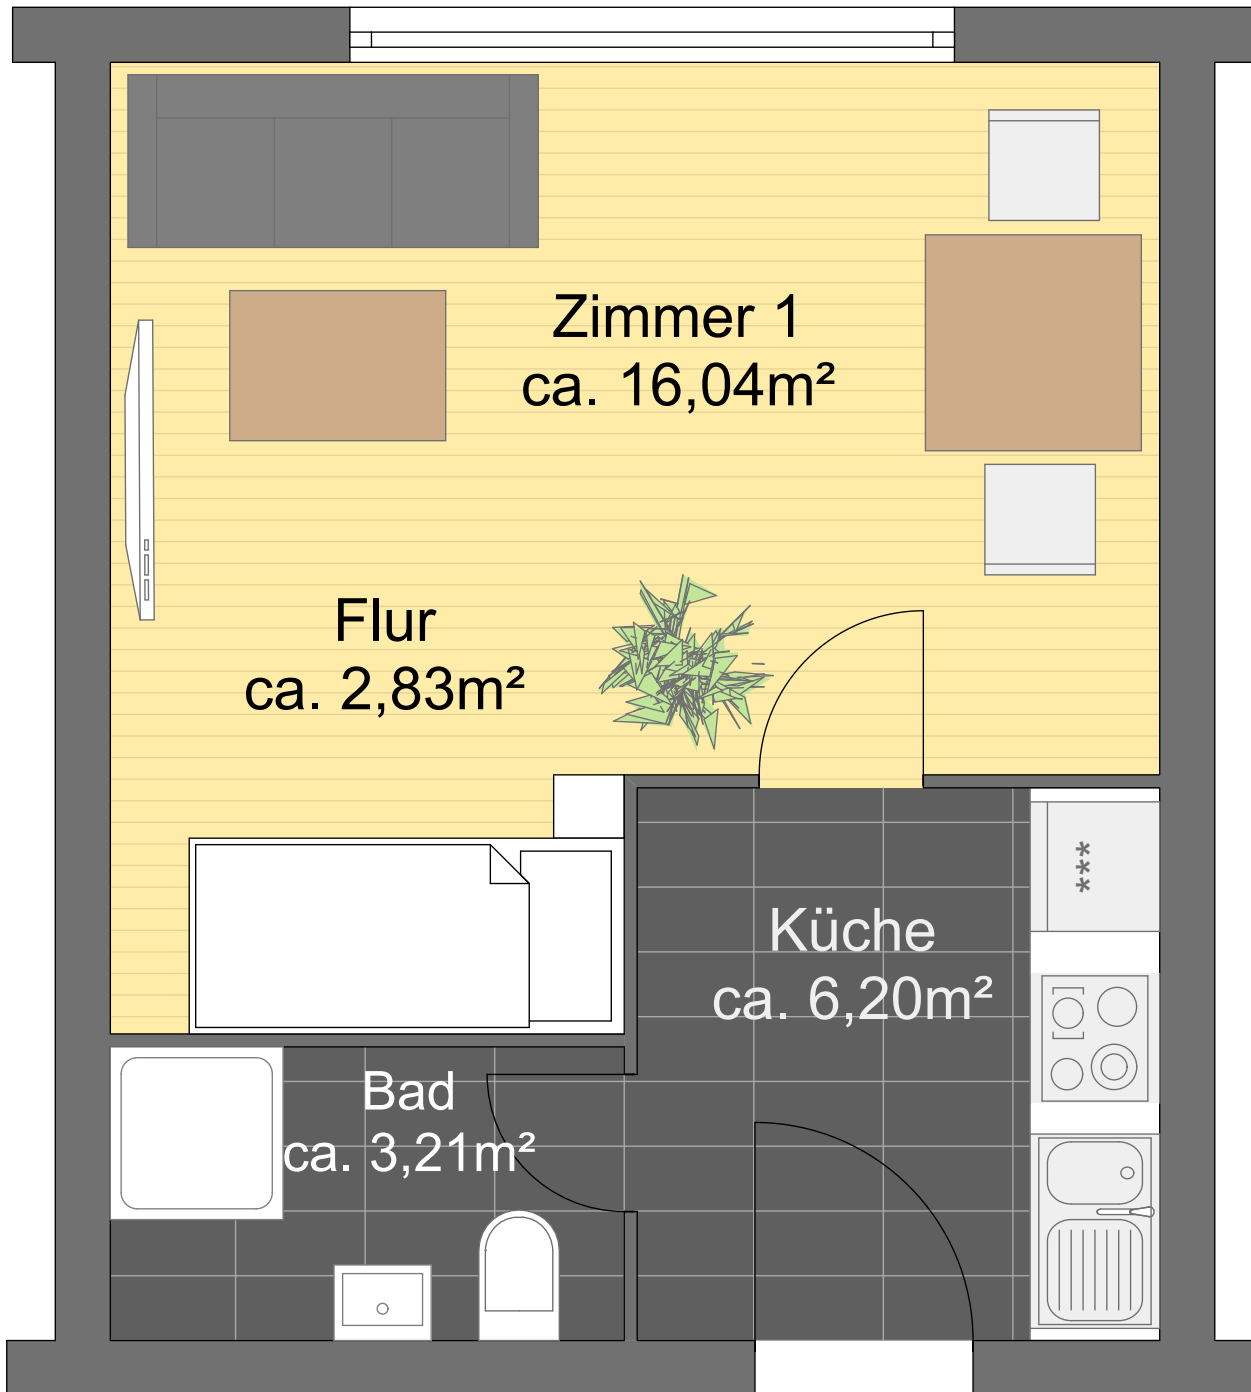 Zimmer 1
ca. 16,04m²
Flur
ca. 2,83m²
Küche
ca. 6,20m²
Bad
ca. 3,21m²
***